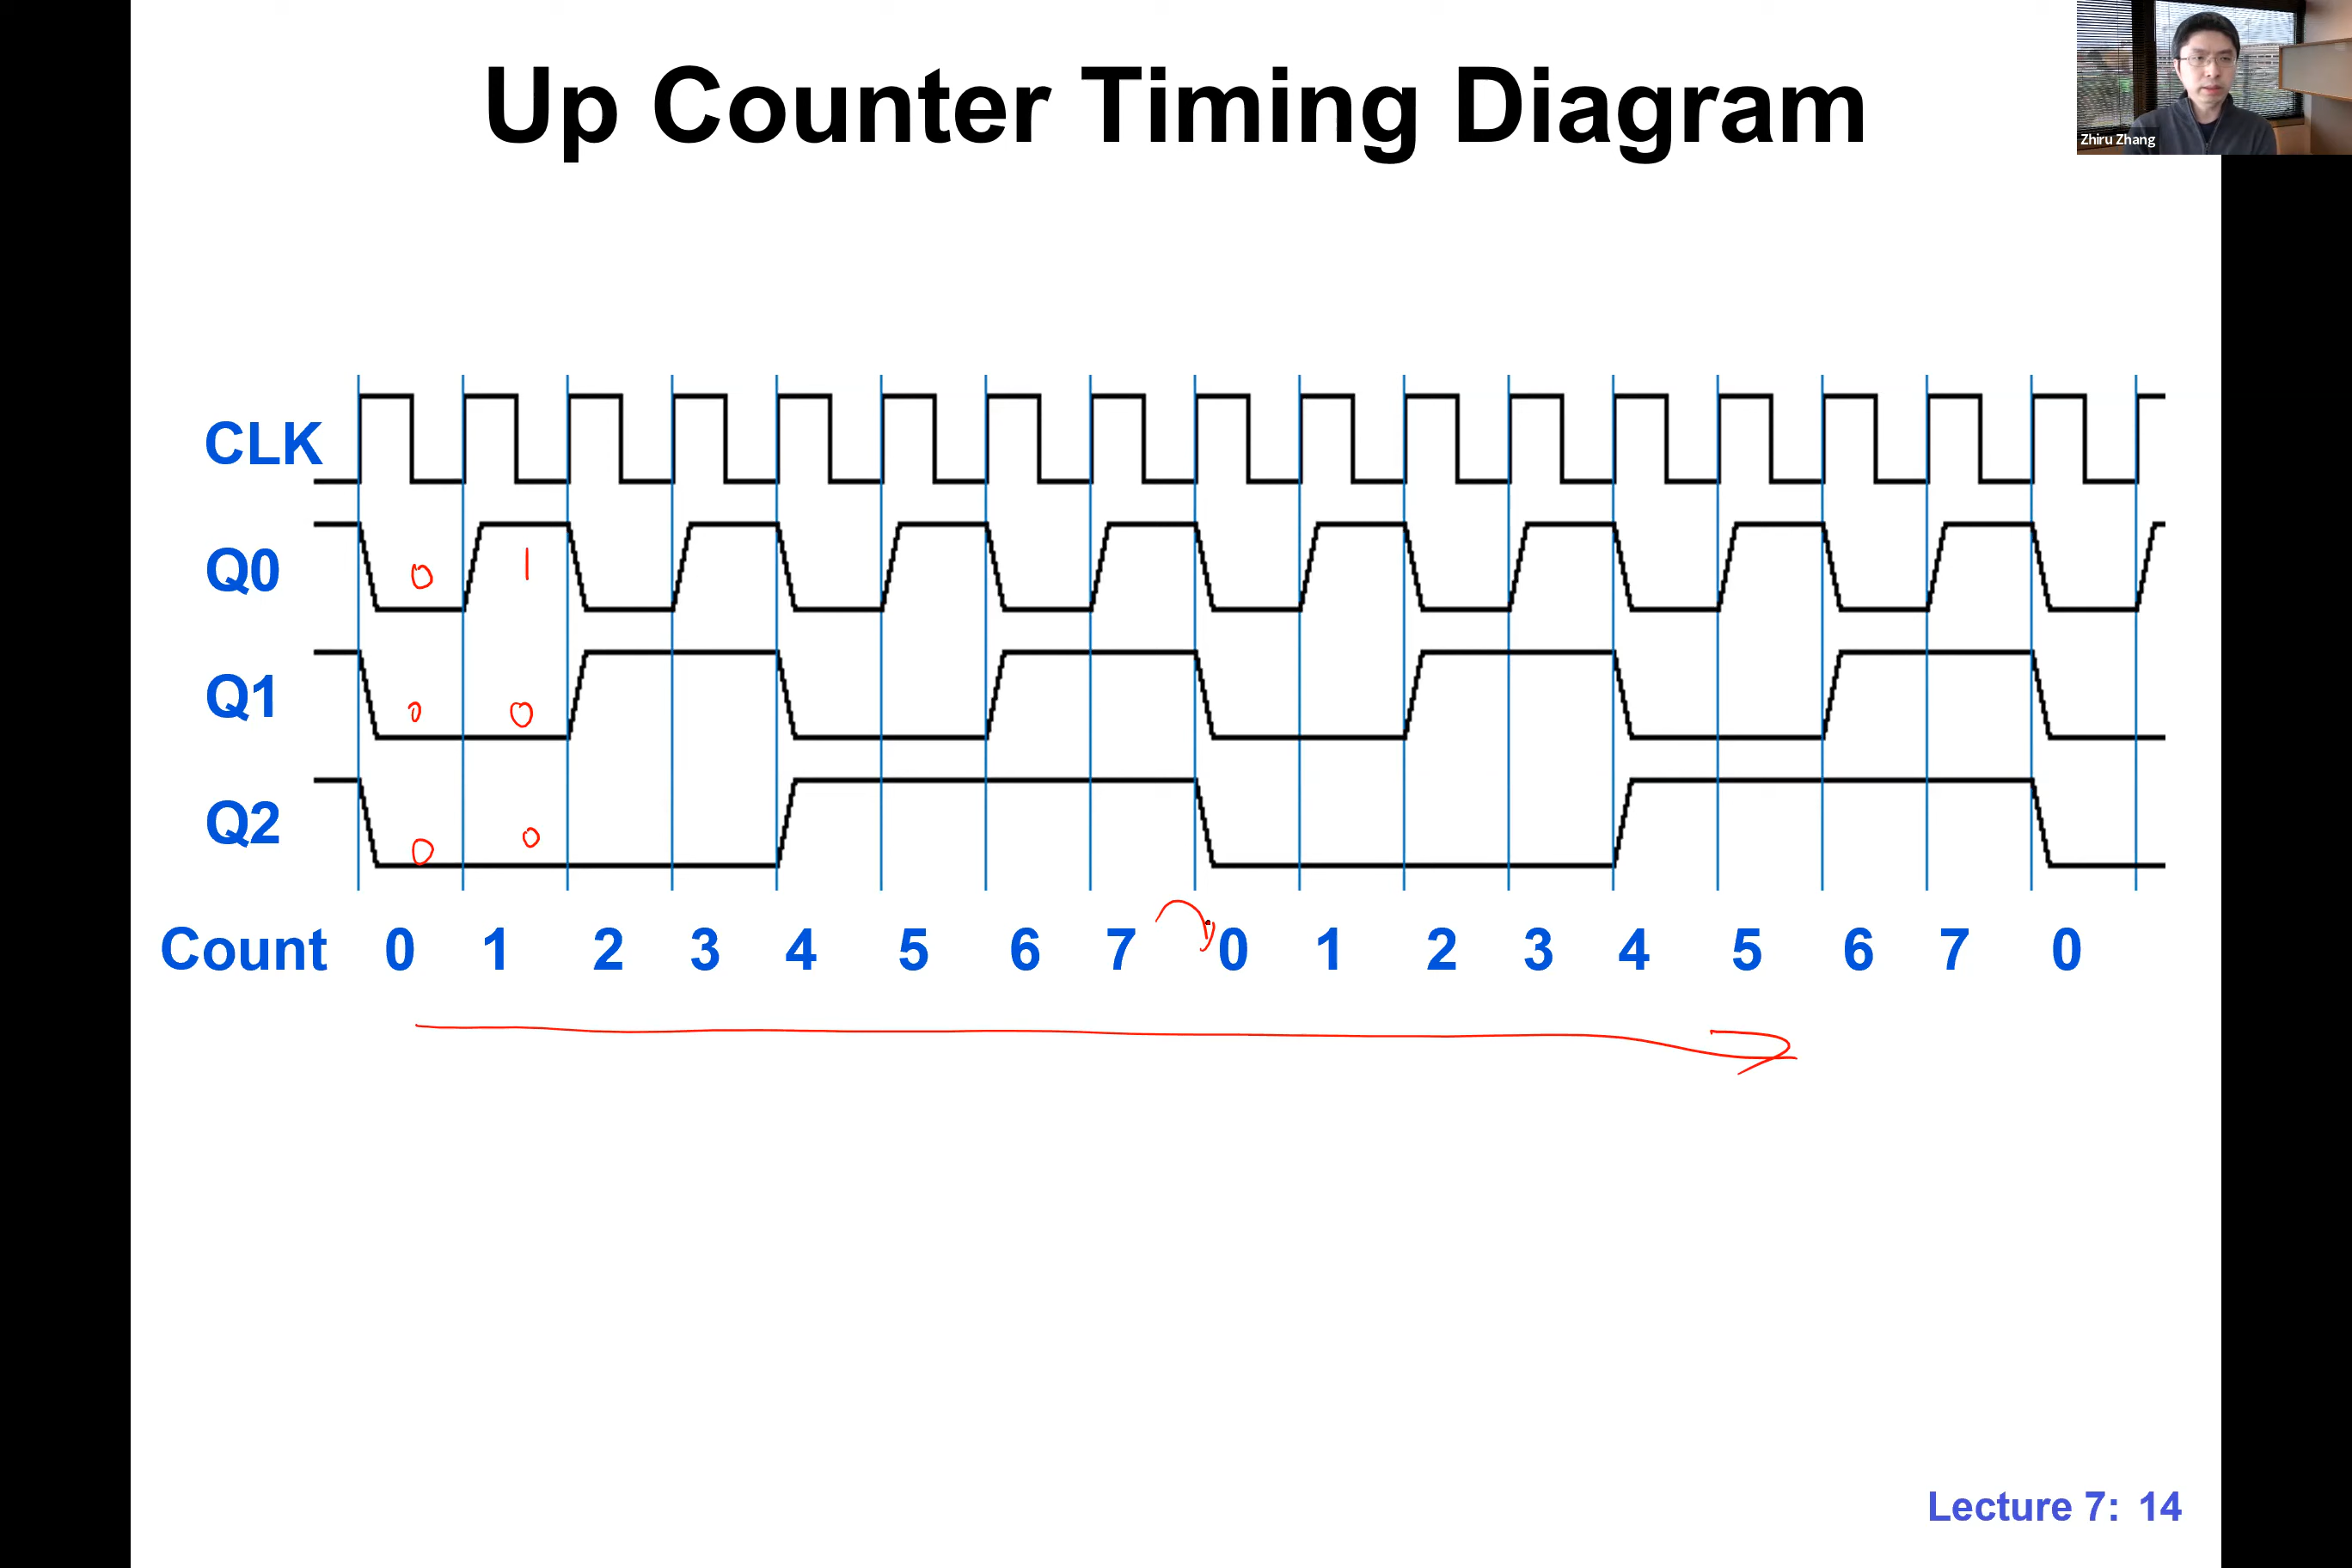 Up Counter Timing Diagram
Zhiru Zhang
CLK
Q0 0 1
Q1 0 0
Q2 0 0
Count 0 1 2 3 4 5 6 7 0 1 2 3 4 5 6 7 0
Lecture 7: 14